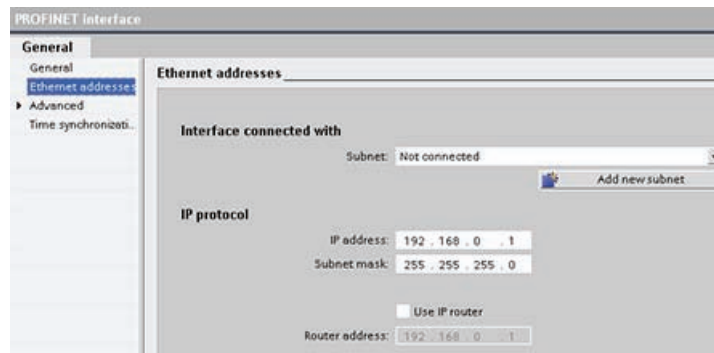 PROFINET Interface
General
General
Ethernet addresses
Advanced
Time synchronizati..
Ethernet addresses
Interface connected with
Subnet: Not connected
Add new subnet
IP protocol
IP address: 192 . 168 . 0 . 1
Subnet mask: 255 . 255 . 255 . 0
Use IP router
Router address: 192 . 168 . 0 . 1